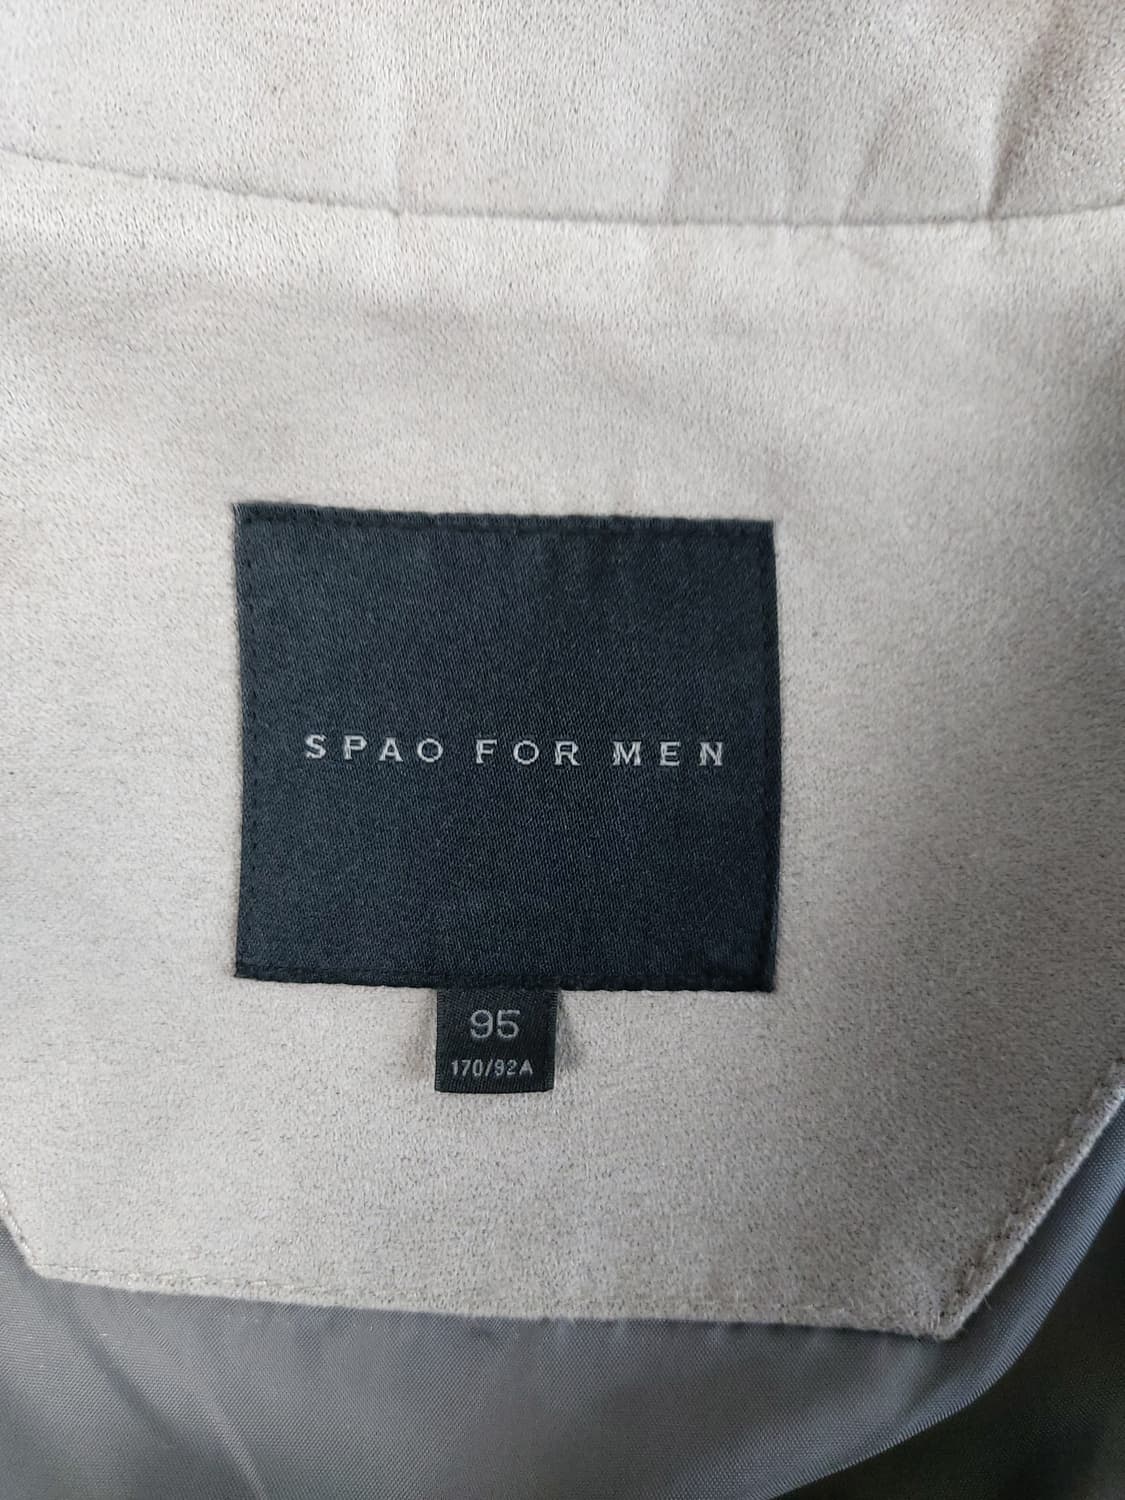 SPAO FOR MEN
95
170/92A